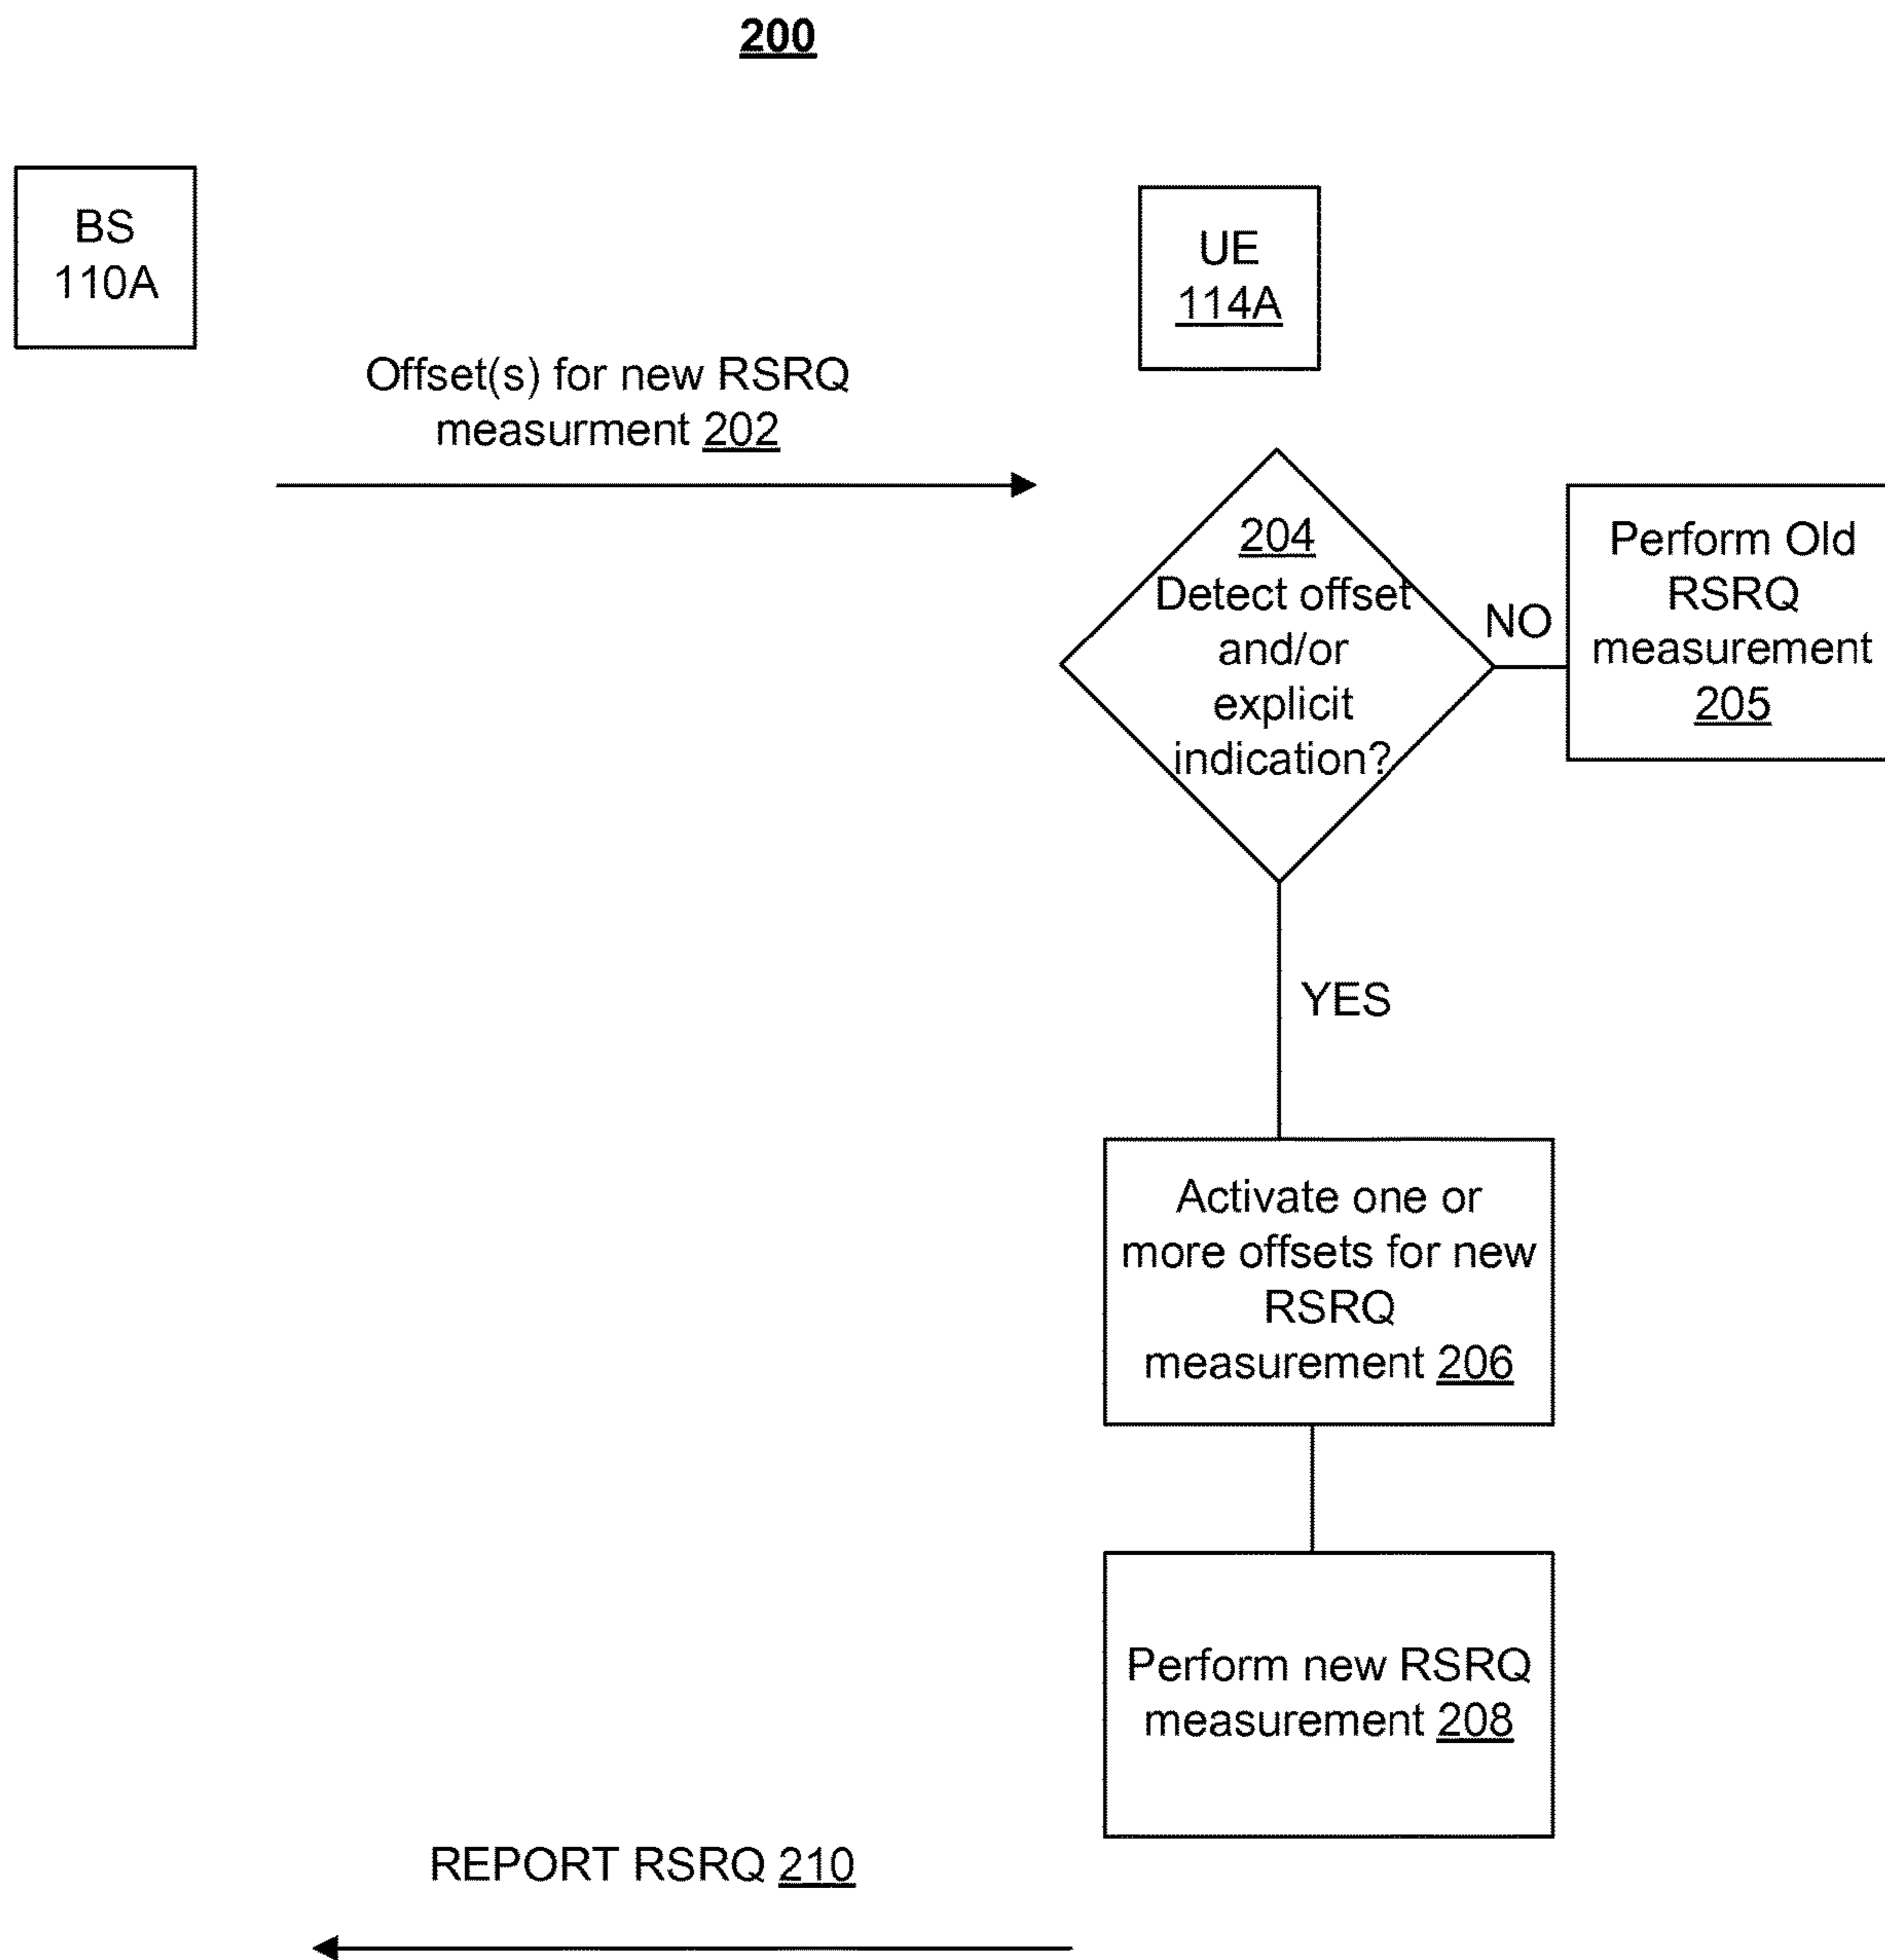 200
BS
110A
UE
114A
Offset(s) for new RSRQ
measurment 202
204
Detect offset
and/or
explicit
indication?
NO
Perform Old
RSRQ
measurement
205
YES
Activate one or
more offsets for new
RSRQ
measurement 206
Perform new RSRQ
measurement 208
REPORT RSRQ 210